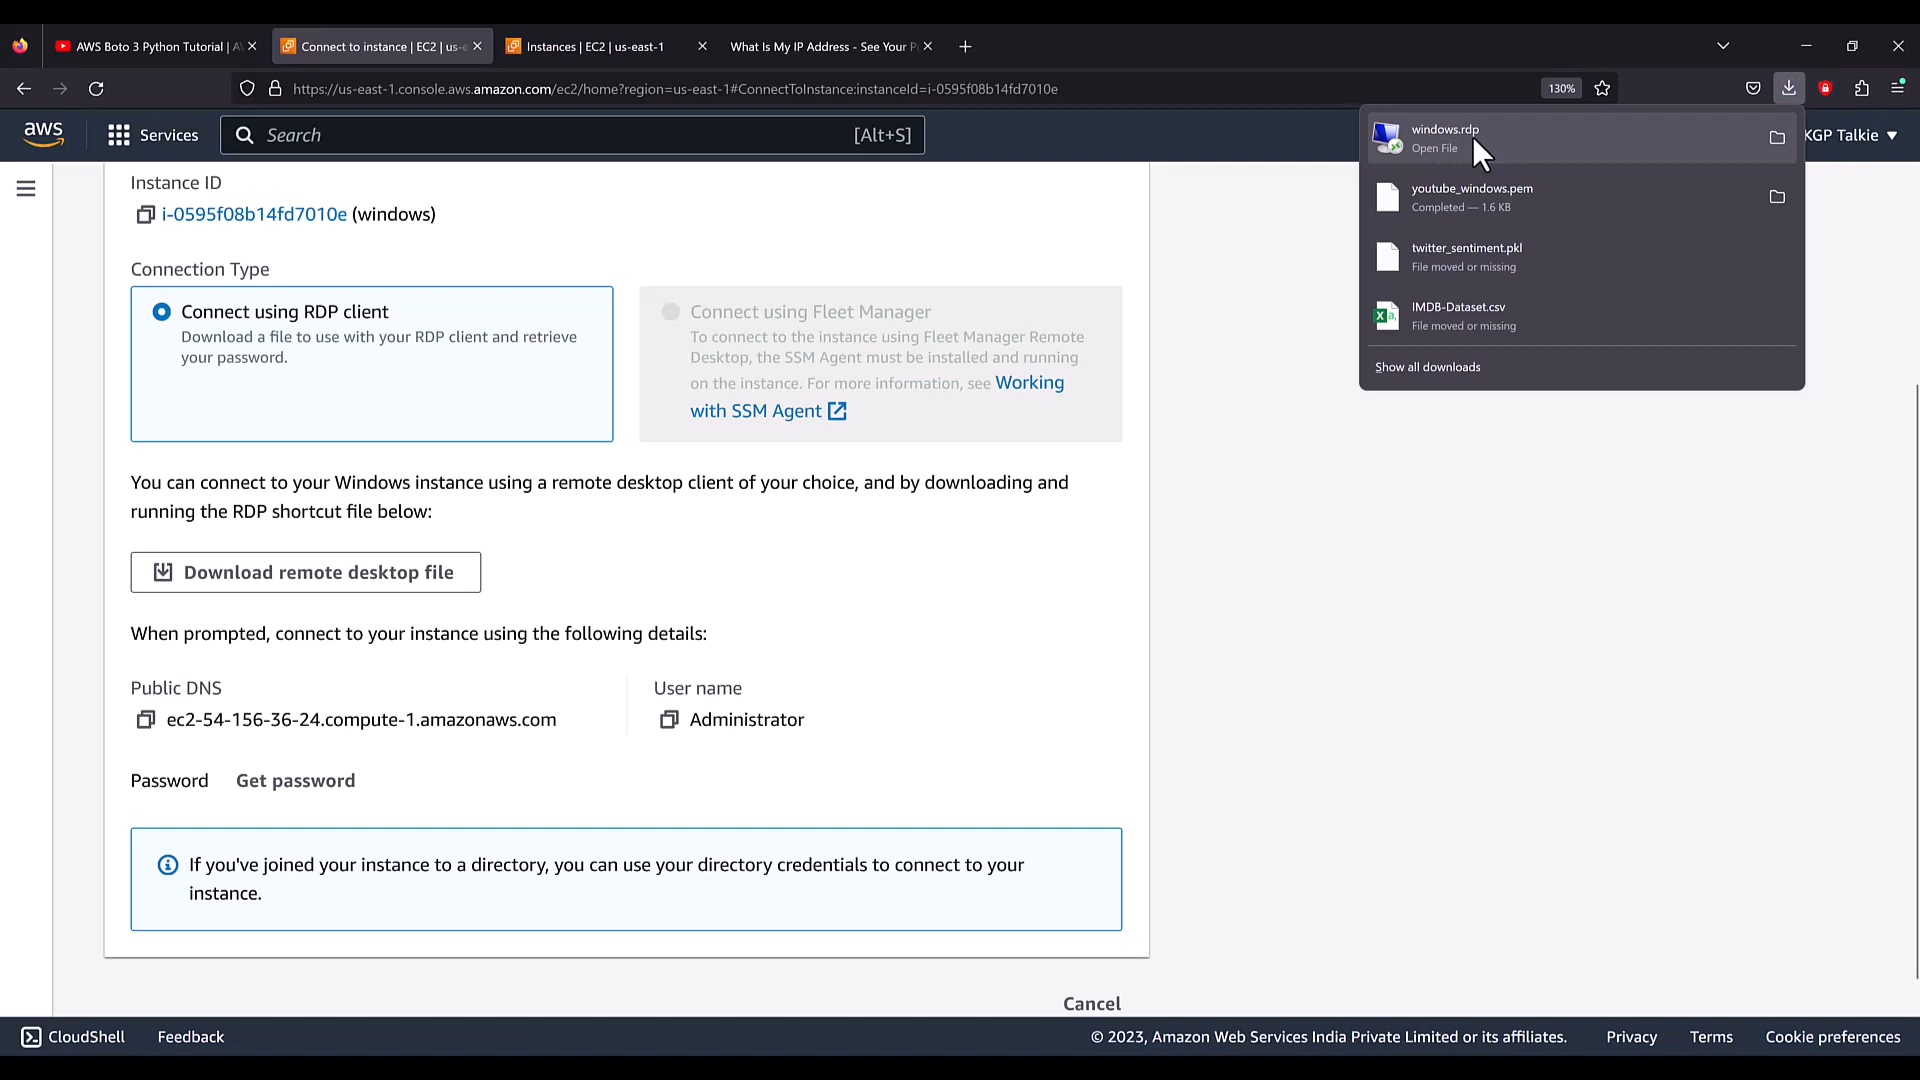 AWS Boto 3 Python Tutorial | A
Connect to instance | EC2 | us-e
Instances | EC2 | us-east-1
What Is My IP Address - See Your P
https://us-east-1.console.aws.amazon.com/ec2/home?region=us-east-1#ConnectToInstance:instanceId=i-0595f08b14fd7010e
130%
aws
Services
Search
[Alt+S]
KGP Talkie
windows.rdp
Open File
youtube_windows.pem
Completed — 1.6 KB
twitter_sentiment.pkl
File moved or missing
IMDB-Dataset.csv
File moved or missing
Show all downloads
Instance ID
i-0595f08b14fd7010e (windows)
Connection Type
Connect using RDP client
Download a file to use with your RDP client and retrieve
your password.
Connect using Fleet Manager
To connect to the instance using Fleet Manager Remote
Desktop, the SSM Agent must be installed and running
on the instance. For more information, see Working
with SSM Agent
You can connect to your Windows instance using a remote desktop client of your choice, and by downloading and
running the RDP shortcut file below:
Download remote desktop file
When prompted, connect to your instance using the following details:
Public DNS
ec2-54-156-36-24.compute-1.amazonaws.com
User name
Administrator
Password Get password
If you've joined your instance to a directory, you can use your directory credentials to connect to your
instance.
Cancel
CloudShell
Feedback
© 2023, Amazon Web Services India Private Limited or its affiliates.
Privacy
Terms
Cookie preferences